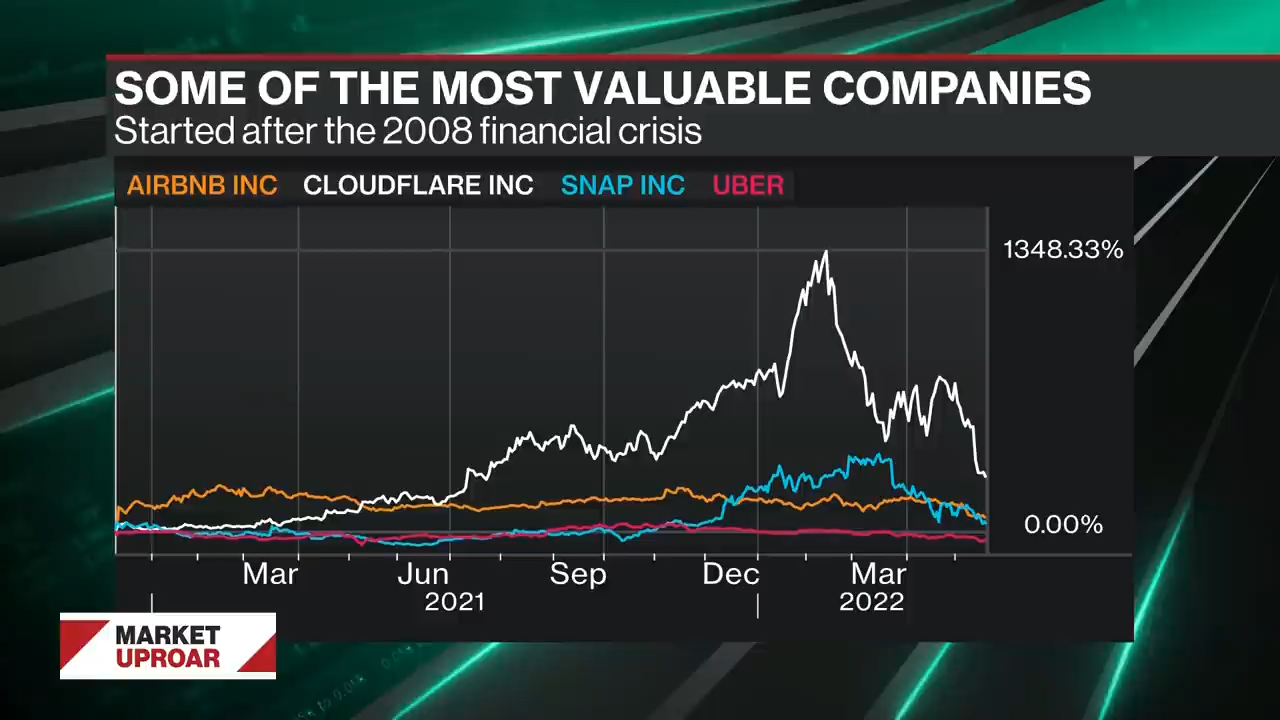 SOME OF THE MOST VALUABLE COMPANIES
Started after the 2008 financial crisis
AIRBNB INC CLOUDFLARE INC SNAP INC UBER
1348.33%
0.00%
Mar Jun Sep Dec Mar
2021 2022
MARKET
UPROAR